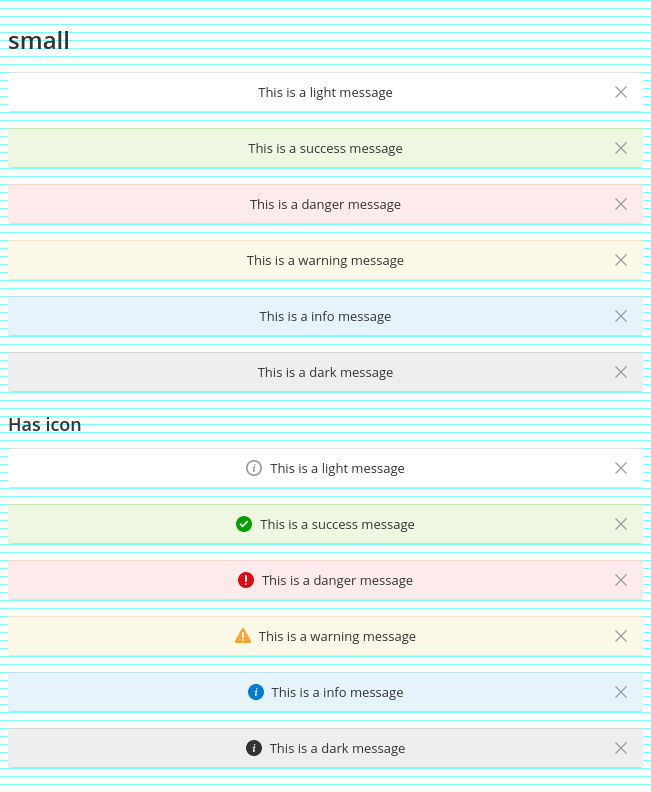 small
This is a light message
This is a success message
This is a danger message
This is a warning message
This is a info message
This is a dark message
Has icon
This is a light message
This is a success message
This is a danger message
This is a warning message
This is a info message
This is a dark message